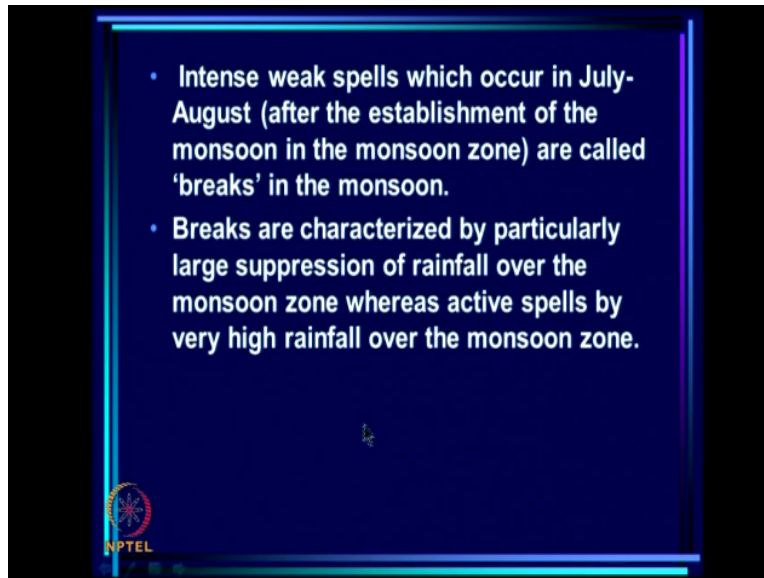 • Intense weak spells which occur in July-
August (after the establishment of the
monsoon in the monsoon zone) are called
‘breaks’ in the monsoon.
• Breaks are characterized by particularly
large suppression of rainfall over the
monsoon zone whereas active spells by
very high rainfall over the monsoon zone.
NPTEL